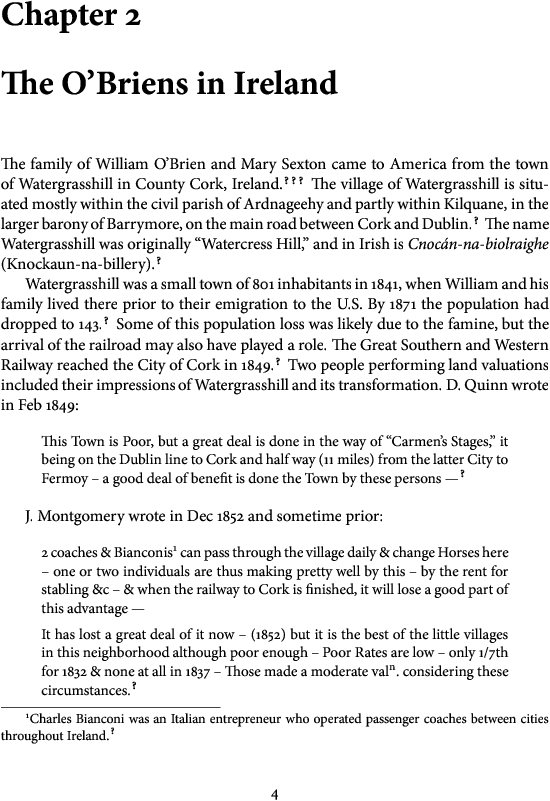 Chapter 2
The O’Briens in Ireland
The family of William O’Brien and Mary Sexton came to America from the town
of Watergrasshill in County Cork, Ireland.? ? ? The village of Watergrasshill is situ-
ated mostly within the civil parish of Ardnageehy and partly within Kilquane, in the
larger barony of Barrymore, on the main road between Cork and Dublin.? The name
Watergrasshill was originally “Watercress Hill,” and in Irish is Cnocán-na-biolraighe
(Knockaun-na-billery).?
Watergrasshill was a small town of 801 inhabitants in 1841, when William and his
family lived there prior to their emigration to the U.S. By 1871 the population had
dropped to 143.? Some of this population loss was likely due to the famine, but the
arrival of the railroad may also have played a role. The Great Southern and Western
Railway reached the City of Cork in 1849.? Two people performing land valuations
included their impressions of Watergrasshill and its transformation. D. Quinn wrote
in Feb 1849:
This Town is Poor, but a great deal is done in the way of “Carmen’s Stages,” it
being on the Dublin line to Cork and half way (11 miles) from the latter City to
Fermoy – a good deal of benefit is done the Town by these persons —?
J. Montgomery wrote in Dec 1852 and sometime prior:
2 coaches & Bianconis¹ can pass through the village daily & change Horses here
– one or two individuals are thus making pretty well by this – by the rent for
stabling &c – & when the railway to Cork is finished, it will lose a good part of
this advantage —
It has lost a great deal of it now – (1852) but it is the best of the little villages
in this neighborhood although poor enough – Poor Rates are low – only 1/7th
for 1832 & none at all in 1837 – Those made a moderate valⁿ. considering these
circumstances.?
¹Charles Bianconi was an Italian entrepreneur who operated passenger coaches between cities
throughout Ireland.?
4